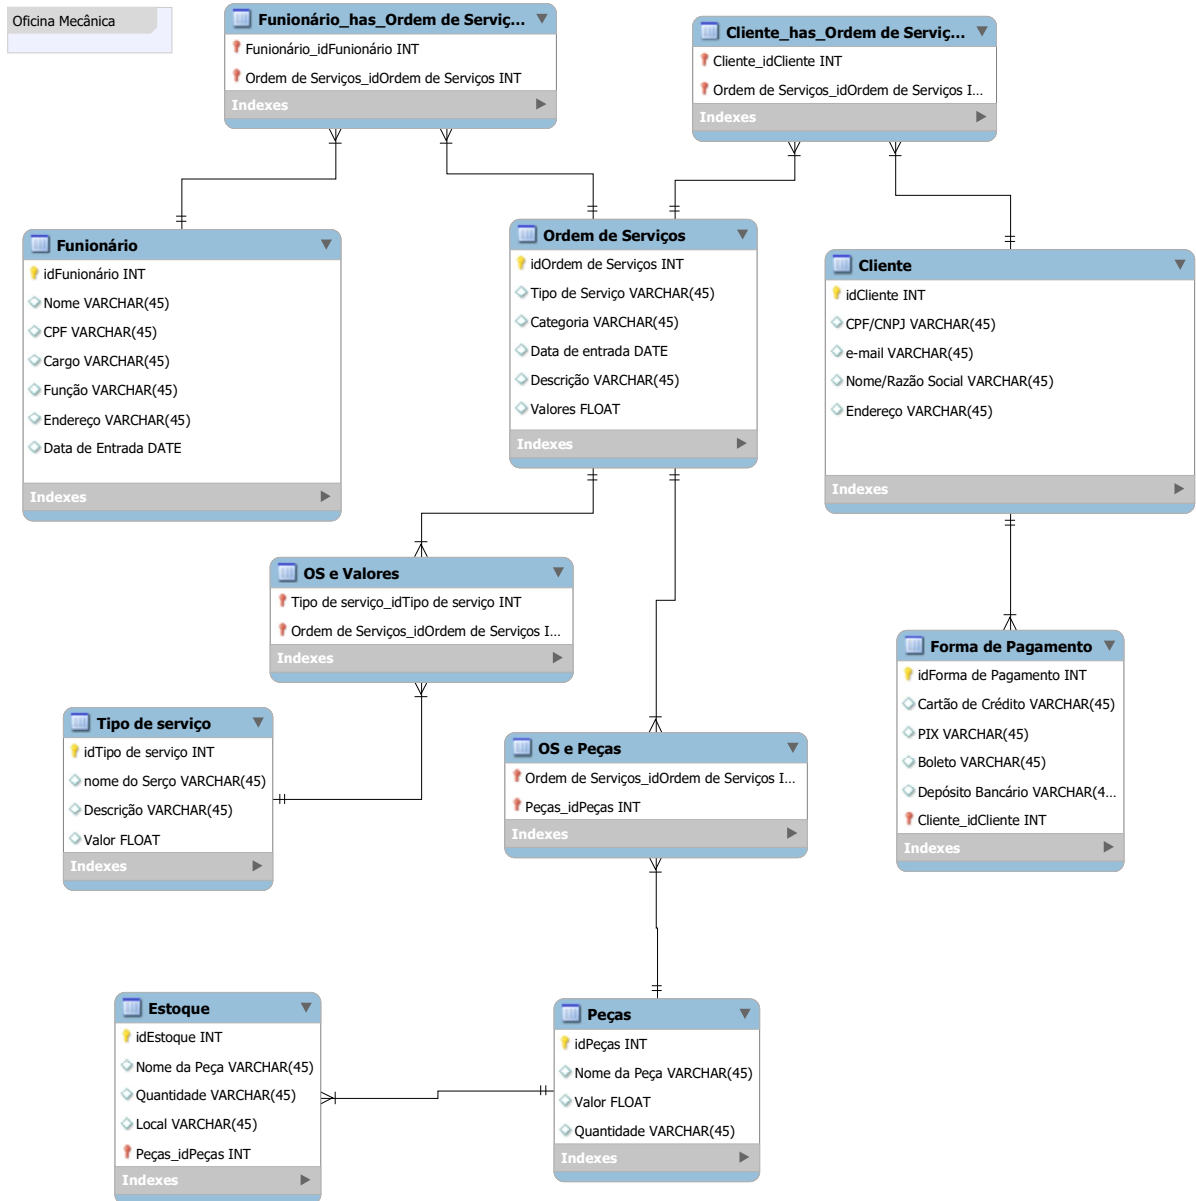 Oficina Mecânica
Funionário_has_Ordem de Serviç...
Funionário_idFunionário INT
Ordem de Serviços_idOrdem de Serviços INT
Indexes
Cliente_has_Ordem de Serviç...
Cliente_idCliente INT
Ordem de Serviços_idOrdem de Serviços I...
Indexes
Funionário
idFunionário INT
Nome VARCHAR(45)
CPF VARCHAR(45)
Cargo VARCHAR(45)
Função VARCHAR(45)
Endereço VARCHAR(45)
Data de Entrada DATE
Indexes
Ordem de Serviços
idOrdem de Serviços INT
Tipo de Serviço VARCHAR(45)
Categoria VARCHAR(45)
Data de entrada DATE
Descrição VARCHAR(45)
Valores FLOAT
Indexes
Cliente
idCliente INT
CPF/CNPJ VARCHAR(45)
e-mail VARCHAR(45)
Nome/Razão Social VARCHAR(45)
Endereço VARCHAR(45)
Indexes
OS e Valores
Tipo de serviço_idTipo de serviço INT
Ordem de Serviços_idOrdem de Serviços I...
Indexes
Forma de Pagamento
idForma de Pagamento INT
Cartão de Crédito VARCHAR(45)
PIX VARCHAR(45)
Boleto VARCHAR(45)
Depósito Bancário VARCHAR(4...
Cliente_idCliente INT
Indexes
Tipo de serviço
idTipo de serviço INT
nome do Serço VARCHAR(45)
Descrição VARCHAR(45)
Valor FLOAT
Indexes
OS e Peças
Ordem de Serviços_idOrdem de Serviços I...
Peças_idPeças INT
Indexes
Estoque
idEstoque INT
Nome da Peça VARCHAR(45)
Quantidade VARCHAR(45)
Local VARCHAR(45)
Peças_idPeças INT
Indexes
Peças
idPeças INT
Nome da Peça VARCHAR(45)
Valor FLOAT
Quantidade VARCHAR(45)
Indexes